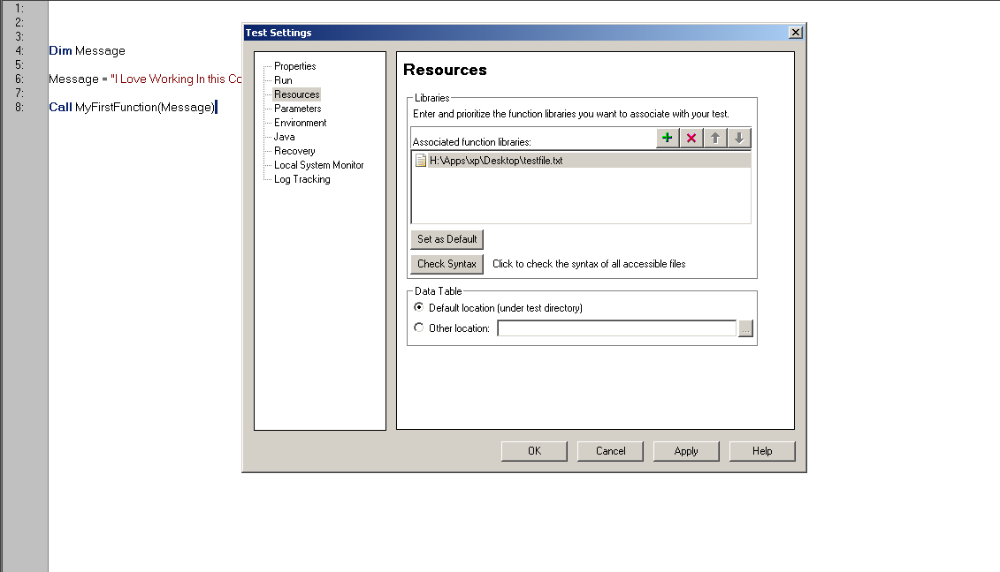 1:
2:
3:
4: Dim Message
5:
6: Message = "I Love Working In this Co
7:
8: Call MyFirstFunction(Message)
Test Settings
Properties
Run
Resources
Parameters
Environment
Java
Recovery
Local System Monitor
Log Tracking
Resources
Libraries
Enter and prioritize the function libraries you want to associate with your test.
Associated function libraries:
H:\Apps\xp\Desktop\testfile.txt
Set as Default
Check Syntax Click to check the syntax of all accessible files
Data Table
Default location (under test directory)
Other location: ...
OK Cancel Apply Help